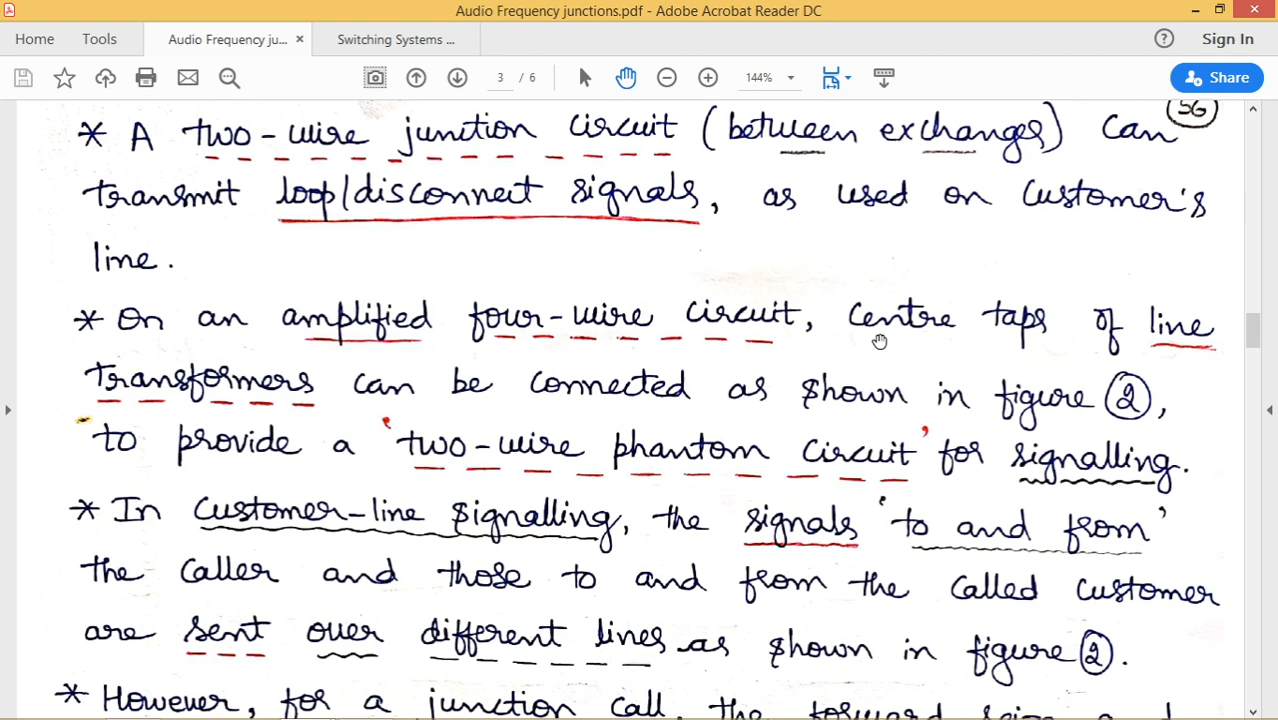 Audio Frequency junctions.pdf - Adobe Acrobat Reader DC
Home Tools Audio Frequency ju... × Switching Systems ... Sign In
3 / 6 144% Share
56
* A two-wire junction circuit (between exchanges) can
transmit loop/disconnect signals, as used on customer's
line.
* On an amplified four-wire circuit, centre taps of line
transformers can be connected as shown in figure 2,
to provide a 'two-wire phantom circuit' for signalling.
* In customer-line signalling, the signals 'to and from'
the caller and those to and from the called customer
are sent over different lines as shown in figure 2.
* However, for a junction call, the forward